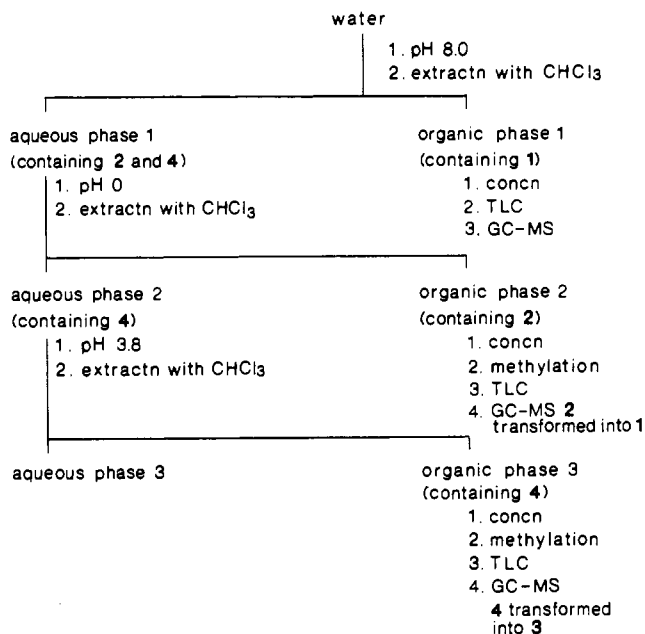 water
1. pH 8.0
2. extractn with CHCl3
aqueous phase 1
(containing 2 and 4)
1. pH 0
2. extractn with CHCl3
organic phase 1
(containing 1)
1. concn
2. TLC
3. GC-MS
aqueous phase 2
(containing 4)
1. pH 3.8
2. extractn with CHCl3
organic phase 2
(containing 2)
1. concn
2. methylation
3. TLC
4. GC-MS 2
transformed into 1
aqueous phase 3
organic phase 3
(containing 4)
1. concn
2. methylation
3. TLC
4. GC-MS
4 transformed
into 3